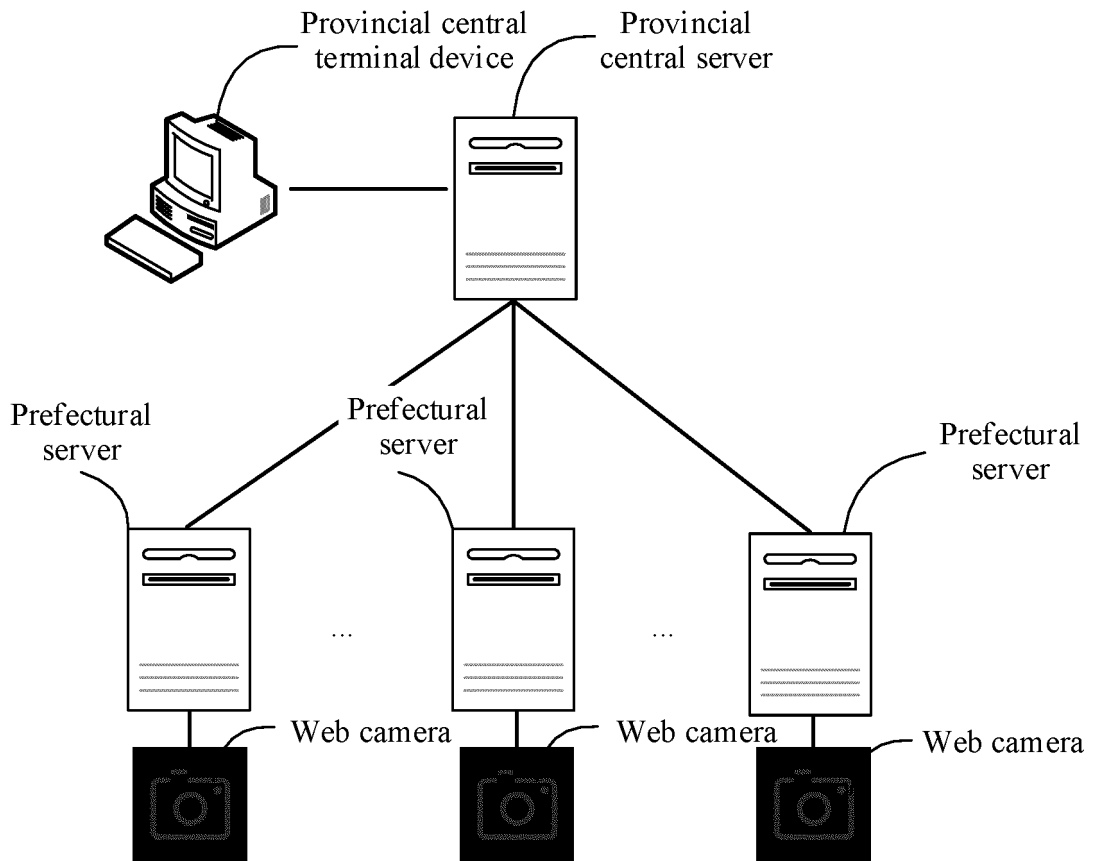 Provincial central
terminal device
Provincial
central server
Prefectural
server
Prefectural
server
Prefectural
server
...
...
Web camera
Web camera
Web camera